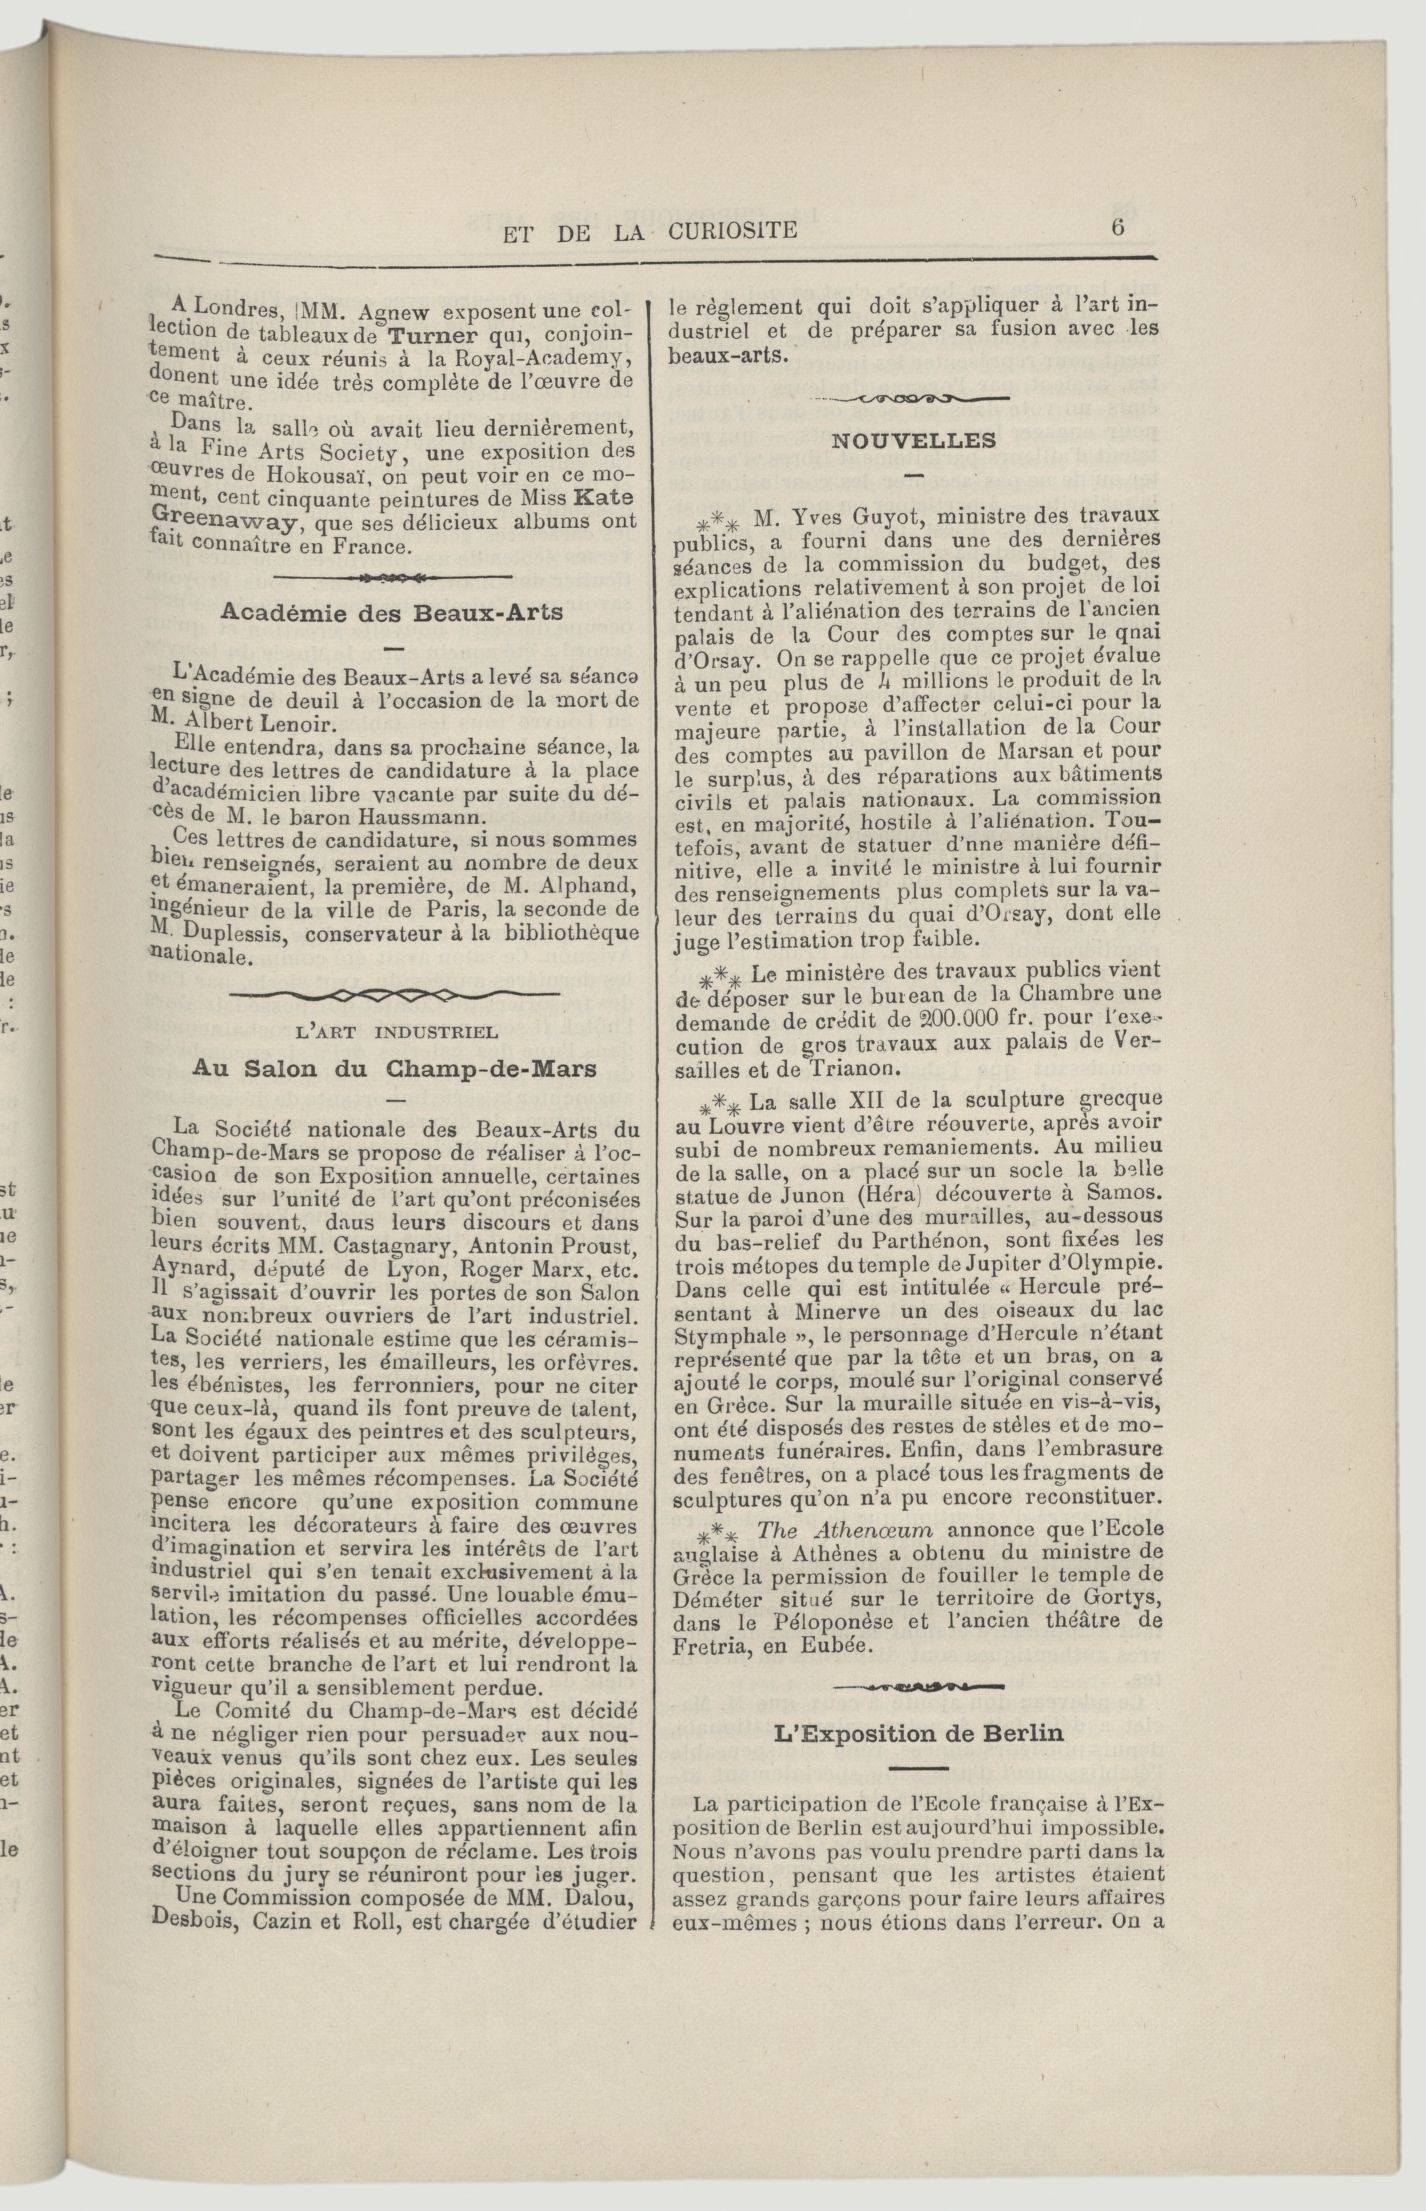 ET DE LA CURIOSITE 6
A Londres, MM. Agnew exposent une col-
lection de tableaux de Turner qui, conjoin-
tement à ceux réunis à la Royal-Academy,
donent une idée très complète de l'œuvre de
ce maître.
Dans la salle où avait lieu dernièrement,
à la Fine Arts Society, une exposition des
œuvres de Hokousaï, on peut voir en ce mo-
ment, cent cinquante peintures de Miss Kate
Greenaway, que ses délicieux albums ont
fait connaître en France.
Académie des Beaux-Arts
L'Académie des Beaux-Arts a levé sa séance
en signe de deuil à l'occasion de la mort de
M. Albert Lenoir.
Elle entendra, dans sa prochaine séance, la
lecture des lettres de candidature à la place
d'académicien libre vacante par suite du dé-
cès de M. le baron Haussmann.
Ces lettres de candidature, si nous sommes
bien renseignés, seraient au nombre de deux
et émaneraient, la première, de M. Alphand,
ingénieur de la ville de Paris, la seconde de
M. Duplessis, conservateur à la bibliothèque
nationale.
L'ART INDUSTRIEL
Au Salon du Champ-de-Mars
La Société nationale des Beaux-Arts du
Champ-de-Mars se propose de réaliser à l'oc-
casion de son Exposition annuelle, certaines
idées sur l'unité de l'art qu'ont préconisées
bien souvent, daus leurs discours et dans
leurs écrits MM. Castagnary, Antonin Proust,
Aynard, député de Lyon, Roger Marx, etc.
Il s'agissait d'ouvrir les portes de son Salon
aux nombreux ouvriers de l'art industriel.
La Société nationale estime que les céramis-
tes, les verriers, les émailleurs, les orfèvres.
les ébénistes, les ferronniers, pour ne citer
que ceux-là, quand ils font preuve de talent,
sont les égaux des peintres et des sculpteurs,
et doivent participer aux mêmes privilèges,
partager les mêmes récompenses. La Société
pense encore qu'une exposition commune
incitera les décorateurs à faire des œuvres
d'imagination et servira les intérêts de l'art
industriel qui s'en tenait exclusivement à la
servile imitation du passé. Une louable ému-
lation, les récompenses officielles accordées
aux efforts réalisés et au mérite, développe-
ront cette branche de l'art et lui rendront la
vigueur qu'il a sensiblement perdue.
Le Comité du Champ-de-Mars est décidé
à ne négliger rien pour persuader aux nou-
veaux venus qu'ils sont chez eux. Les seules
pièces originales, signées de l'artiste qui les
aura faites, seront reçues, sans nom de la
maison à laquelle elles appartiennent afin
d'éloigner tout soupçon de réclame. Les trois
sections du jury se réuniront pour les juger.
Une Commission composée de MM. Dalou,
Desbois, Cazin et Roll, est chargée d'étudier
le règlement qui doit s'appliquer à l'art in-
dustriel et de préparer sa fusion avec les
beaux-arts.
NOUVELLES
⁂ M. Yves Guyot, ministre des travaux
publics, a fourni dans une des dernières
séances de la commission du budget, des
explications relativement à son projet de loi
tendant à l'aliénation des terrains de l'ancien
palais de la Cour des comptes sur le qnai
d'Orsay. On se rappelle que ce projet évalue
à un peu plus de 4 millions le produit de la
vente et propose d'affecter celui-ci pour la
majeure partie, à l'installation de la Cour
des comptes au pavillon de Marsan et pour
le surplus, à des réparations aux bâtiments
civils et palais nationaux. La commission
est, en majorité, hostile à l'aliénation. Tou-
tefois, avant de statuer d'nne manière défi-
nitive, elle a invité le ministre à lui fournir
des renseignements plus complets sur la va-
leur des terrains du quai d'Orsay, dont elle
juge l'estimation trop faible.
⁂ Le ministère des travaux publics vient
de déposer sur le burean de la Chambre une
demande de crédit de 200.000 fr. pour l'exe-
cution de gros travaux aux palais de Ver-
sailles et de Trianon.
⁂ La salle XII de la sculpture grecque
au Louvre vient d'être réouverte, après avoir
subi de nombreux remaniements. Au milieu
de la salle, on a placé sur un socle la belle
statue de Junon (Héra) découverte à Samos.
Sur la paroi d'une des murailles, au-dessous
du bas-relief du Parthénon, sont fixées les
trois métopes du temple de Jupiter d'Olympie.
Dans celle qui est intitulée « Hercule pré-
sentant à Minerve un des oiseaux du lac
Stymphale », le personnage d'Hercule n'étant
représenté que par la tête et un bras, on a
ajouté le corps, moulé sur l'original conservé
en Grèce. Sur la muraille située en vis-à-vis,
ont été disposés des restes de stèles et de mo-
numents funéraires. Enfin, dans l'embrasure
des fenêtres, on a placé tous les fragments de
sculptures qu'on n'a pu encore reconstituer.
⁂ The Athenœum annonce que l'Ecole
auglaise à Athènes a obtenu du ministre de
Grèce la permission de fouiller le temple de
Déméter situé sur le territoire de Gortys,
dans le Péloponèse et l'ancien théâtre de
Fretria, en Eubée.
L'Exposition de Berlin
La participation de l'Ecole française à l'Ex-
position de Berlin est aujourd'hui impossible.
Nous n'avons pas voulu prendre parti dans la
question, pensant que les artistes étaient
assez grands garçons pour faire leurs affaires
eux-mêmes ; nous étions dans l'erreur. On a